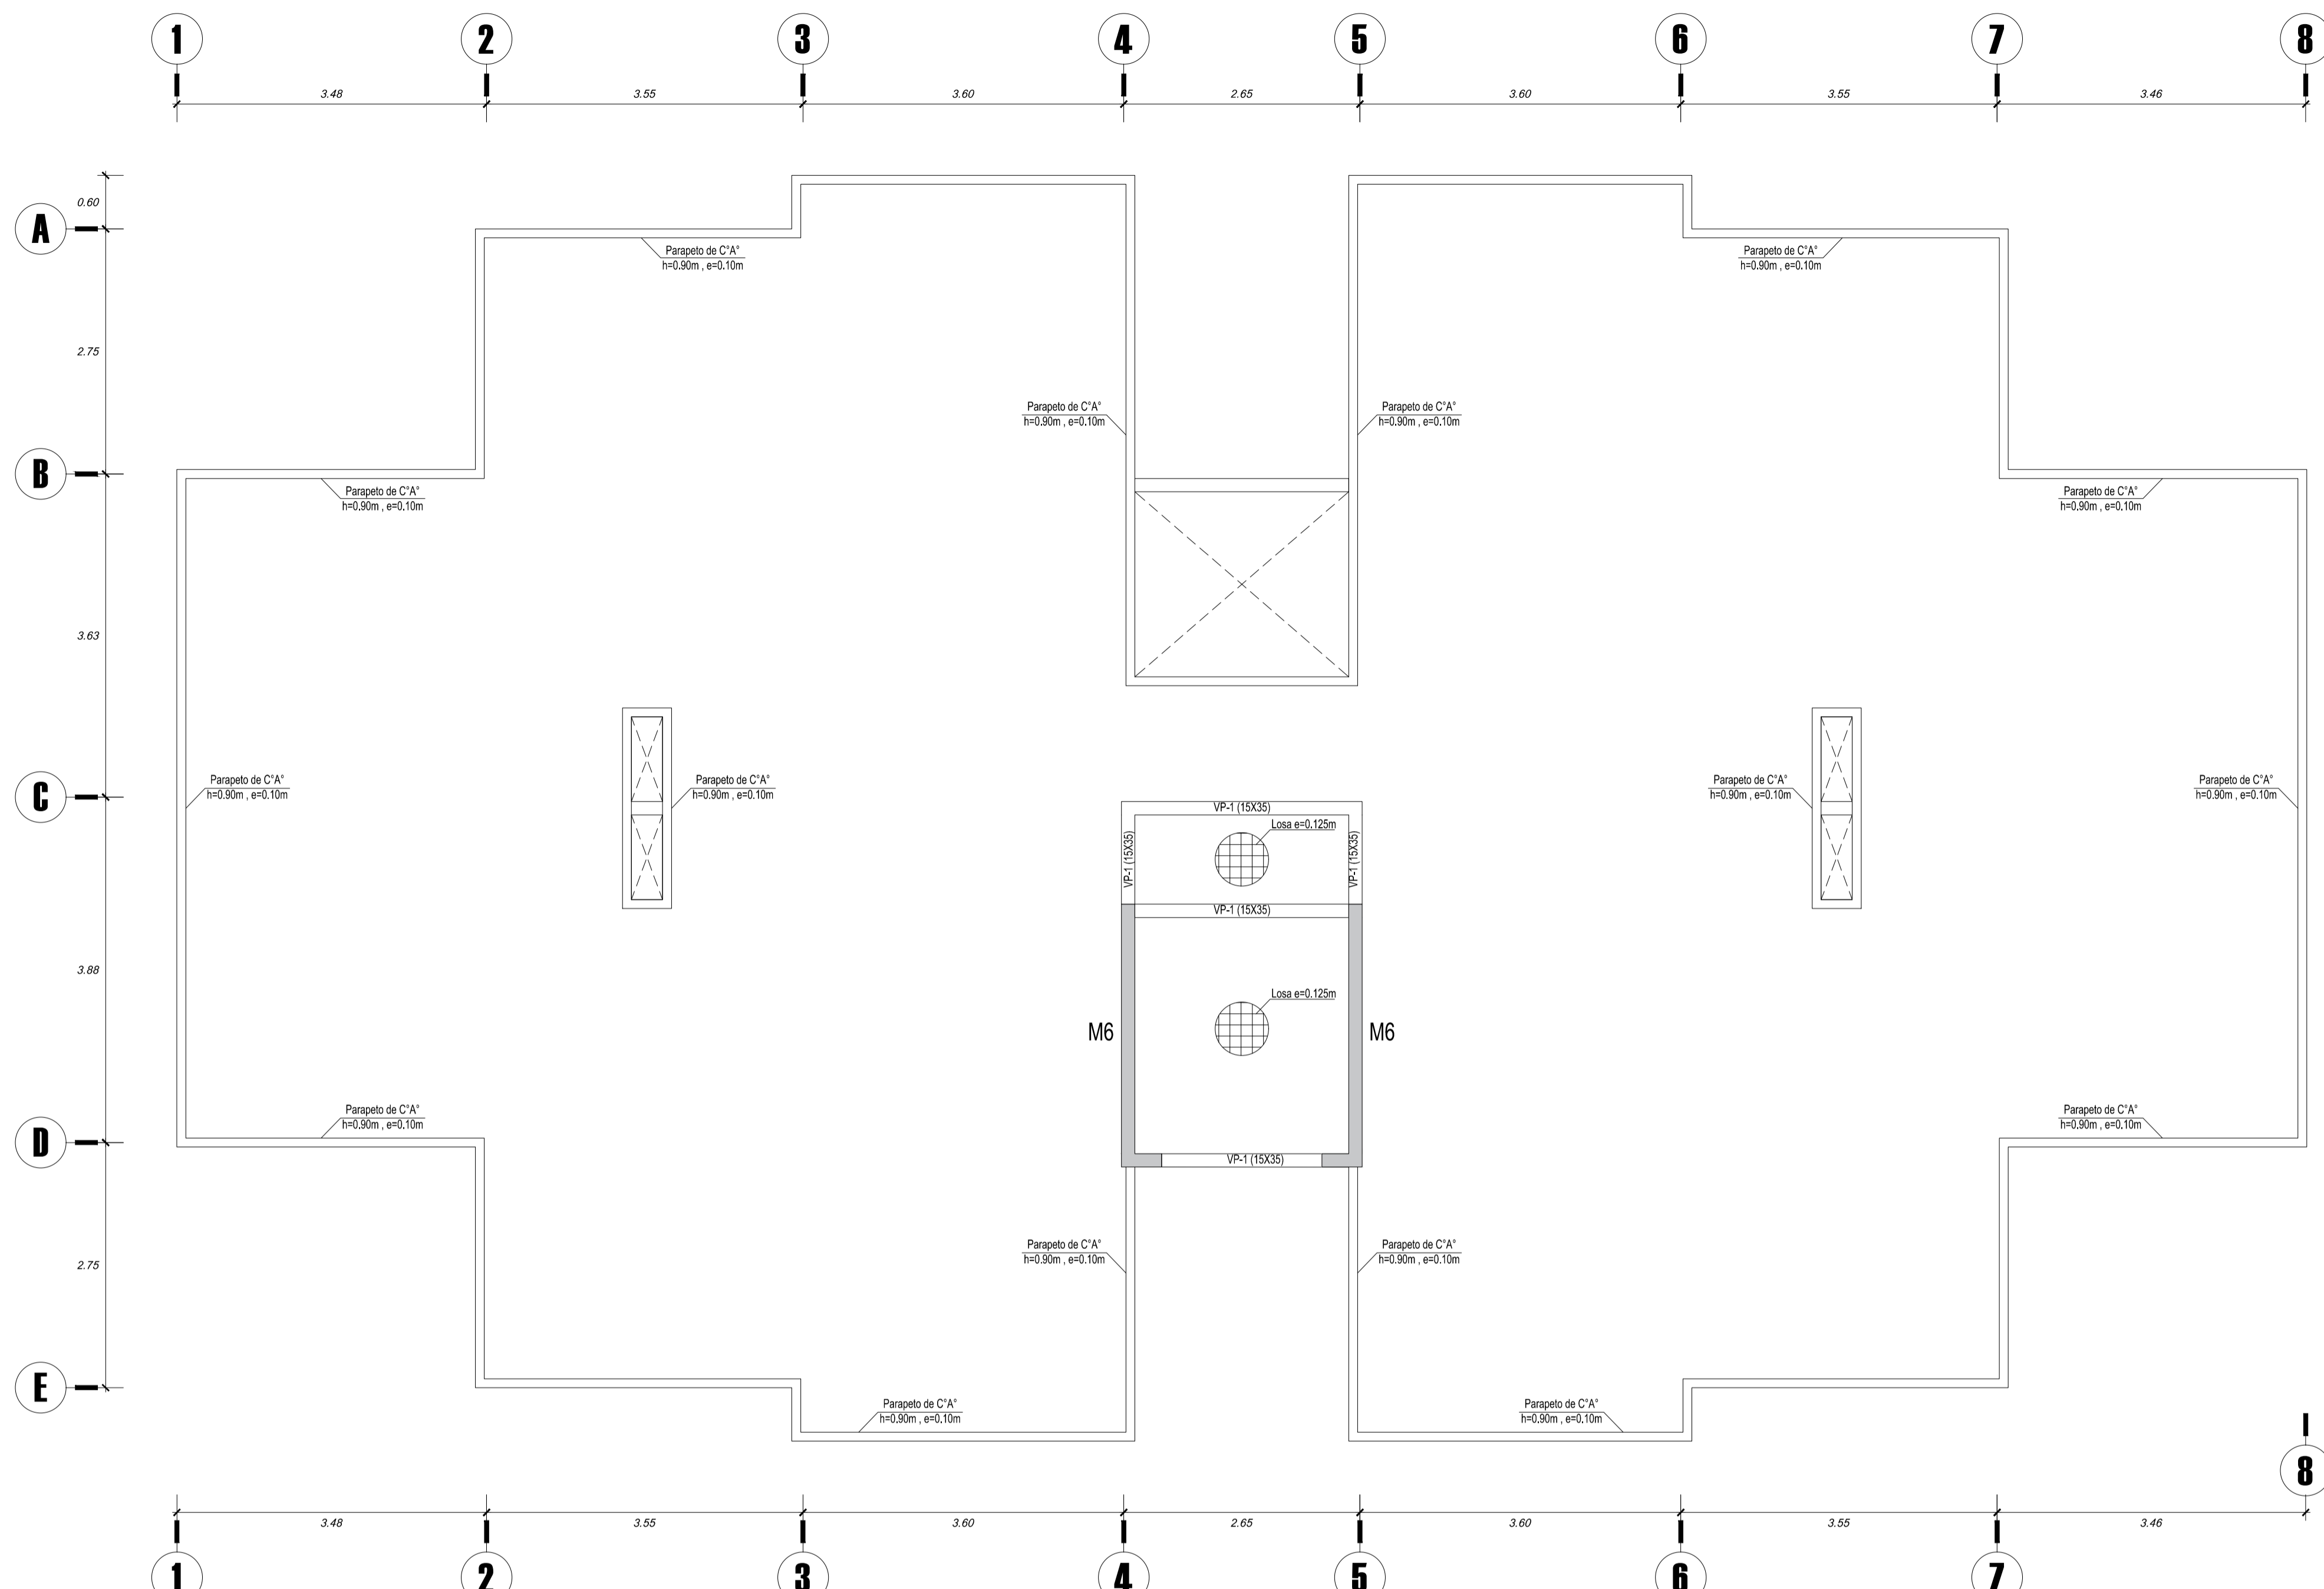 1 2 3 4 5 6 7 8
3.48 3.55 3.60 2.65 3.60 3.55 3.46
0.60
A
Parapeto de C°A°
h=0.90m , e=0.10m
Parapeto de C°A°
h=0.90m , e=0.10m
2.75
Parapeto de C°A°
h=0.90m , e=0.10m
Parapeto de C°A°
h=0.90m , e=0.10m
B
Parapeto de C°A°
h=0.90m , e=0.10m
Parapeto de C°A°
h=0.90m , e=0.10m
3.63
C
Parapeto de C°A°
h=0.90m , e=0.10m
Parapeto de C°A°
h=0.90m , e=0.10m
Parapeto de C°A°
h=0.90m , e=0.10m
Parapeto de C°A°
h=0.90m , e=0.10m
VP-1 (15X35)
Losa e=0.125m
VP-1 (15X35)
VP-1 (15X35)
VP-1 (15X35)
3.88
Losa e=0.125m
M6
M6
Parapeto de C°A°
h=0.90m , e=0.10m
Parapeto de C°A°
h=0.90m , e=0.10m
D
VP-1 (15X35)
2.75
Parapeto de C°A°
h=0.90m , e=0.10m
Parapeto de C°A°
h=0.90m , e=0.10m
E
Parapeto de C°A°
h=0.90m , e=0.10m
Parapeto de C°A°
h=0.90m , e=0.10m
8
3.48 3.55 3.60 2.65 3.60 3.55 3.46
1 2 3 4 5 6 7